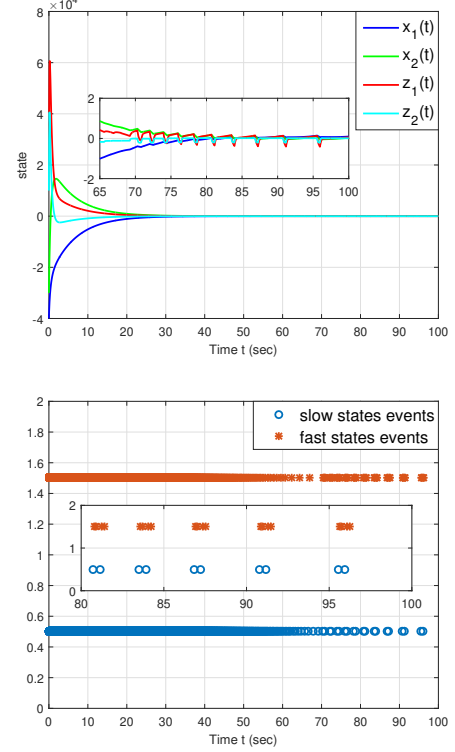 ×10⁴
8
6
4
2
0
-2
-4
state
x₁(t)
x₂(t)
z₁(t)
z₂(t)
2
0
-2
65 70 75 80 85 90 95 100
0 10 20 30 40 50 60 70 80 90 100
Time t (sec)
2
1.8
1.6
1.4
1.2
1
0.8
0.6
0.4
0.2
0
slow states events
fast states events
2
1
0
80 85 90 95 100
0 10 20 30 40 50 60 70 80 90 100
Time t (sec)